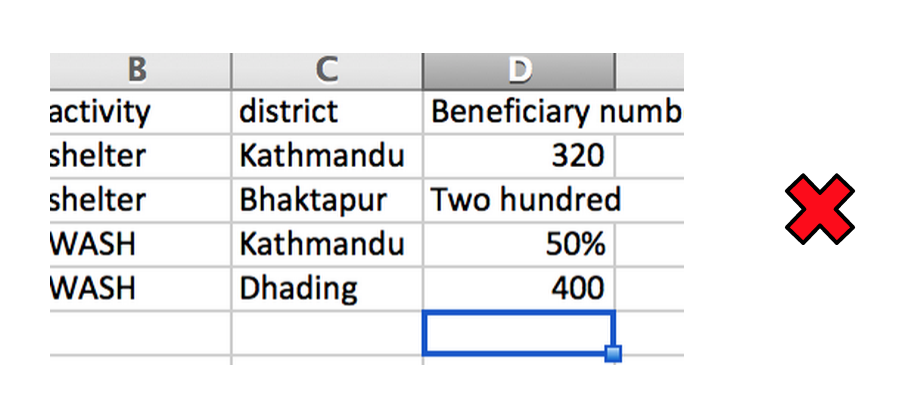 B C D
activity district Beneficiary numb
shelter Kathmandu 320
shelter Bhaktapur Two hundred
WASH Kathmandu 50%
WASH Dhading 400